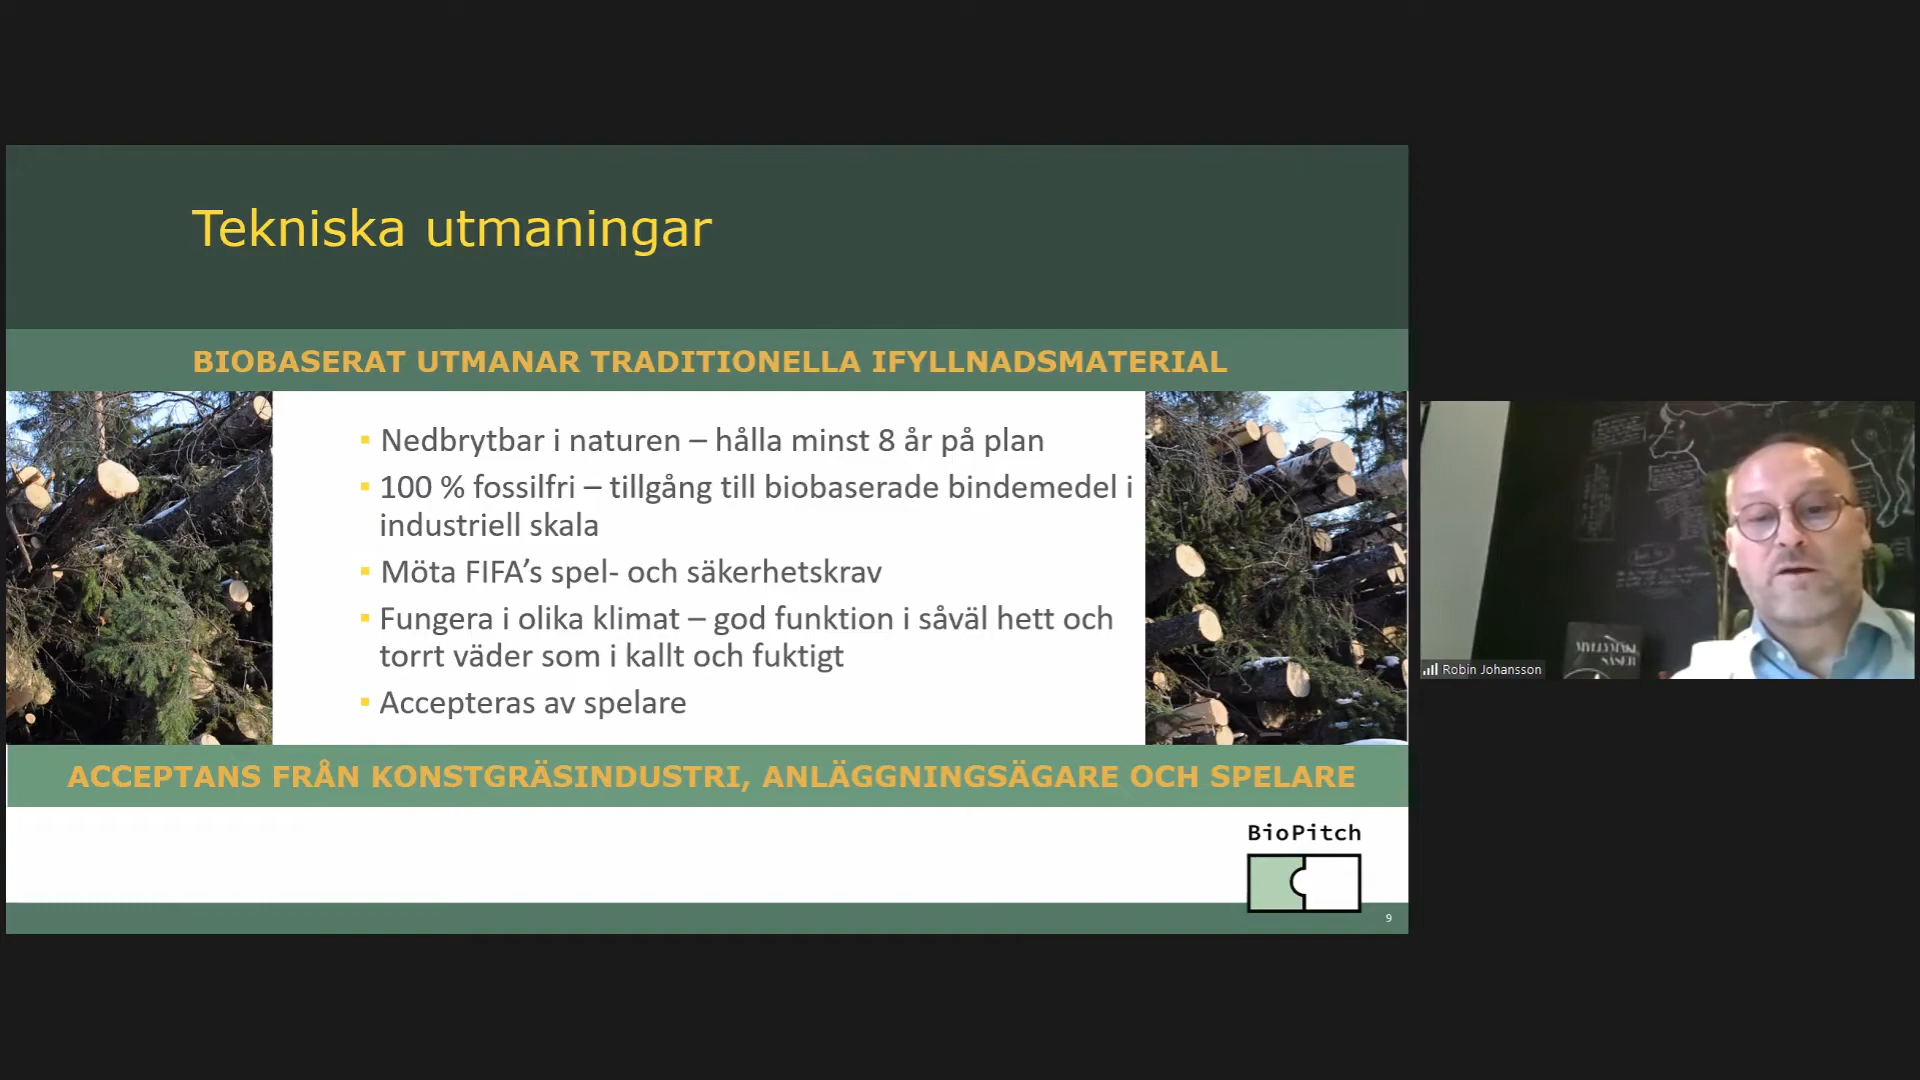 Tekniska utmaningar
BIOBASERAT UTMANAR TRADITIONELLA IFYLLNADSMATERIAL
▪ Nedbrytbar i naturen – hålla minst 8 år på plan
▪ 100 % fossilfri – tillgång till biobaserade bindemedel i
industriell skala
▪ Möta FIFA’s spel- och säkerhetskrav
▪ Fungera i olika klimat – god funktion i såväl hett och
torrt väder som i kallt och fuktigt
▪ Accepteras av spelare
ACCEPTANS FRÅN KONSTGRÄSINDUSTRI, ANLÄGGNINGSÄGARE OCH SPELARE
BioPitch
9
MYLLYMÄKI
SÅSER
Robin Johansson